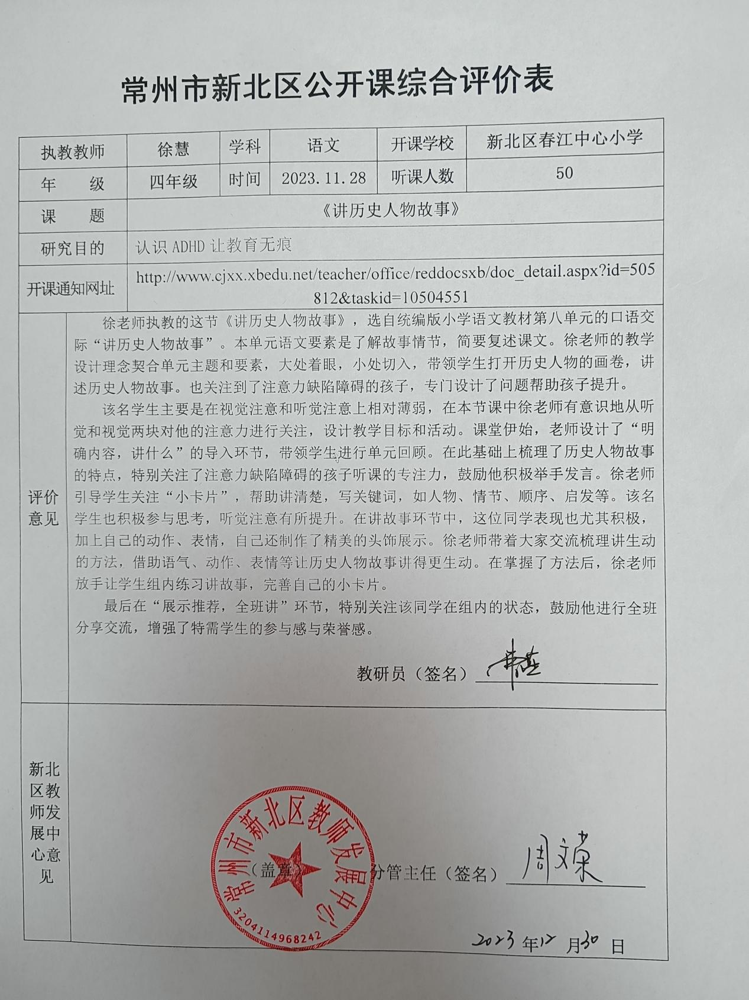 常州市新北区公开课综合评价表
执教教师 徐慧 学科 语文 开课学校 新北区春江中心小学
年 级 四年级 时间 2023.11.28 听课人数 50
课 题 《讲历史人物故事》
研究目的 认识 ADHD 让教育无痕
开课通知网址 http://www.cjxx.xbedu.net/teacher/office/reddocsxb/doc_detail.aspx?id=505
812&taskid=10504551
评价
意见
徐老师执教的这节《讲历史人物故事》，选自统编版小学语文教材第八单元的口语交
际“讲历史人物故事”。本单元语文要素是了解故事情节，简要复述课文。徐老师的教学
设计理念契合单元主题和要素，大处着眼，小处切入，带领学生打开历史人物的画卷，讲
述历史人物故事。也关注到了注意力缺陷障碍的孩子，专门设计了问题帮助孩子提升。
该名学生主要是在视觉注意和听觉注意上相对薄弱，在本节课中徐老师有意识地从听
觉和视觉两块对他的注意力进行关注，设计教学目标和活动。课堂伊始，老师设计了“明
确内容，讲什么”的导入环节，带领学生进行单元回顾。在此基础上梳理了历史人物故事
的特点，特别关注了注意力缺陷障碍的孩子听课的专注力，鼓励他积极举手发言。徐老师
引导学生关注“小卡片”，帮助讲清楚，写关键词，如人物、情节、顺序、启发等。该名
学生也积极参与思考，听觉注意有所提升。在讲故事环节中，这位同学表现也尤其积极，
加上自己的动作、表情，自己还制作了精美的头饰展示。徐老师带着大家交流梳理讲生动
的方法，借助语气、动作、表情等让历史人物故事讲得更生动。在掌握了方法后，徐老师
放手让学生组内练习讲故事，完善自己的小卡片。
最后在“展示推荐，全班讲”环节，特别关注该同学在组内的状态，鼓励他进行全班
分享交流，增强了特需学生的参与感与荣誉感。
教研员（签名）
新北
区教
师发
展中
心意
见
常州市新北区教师发展中心
（盖章） 分管主任（签名） 周文荣
3204114968242
2023 年 12 月 30 日